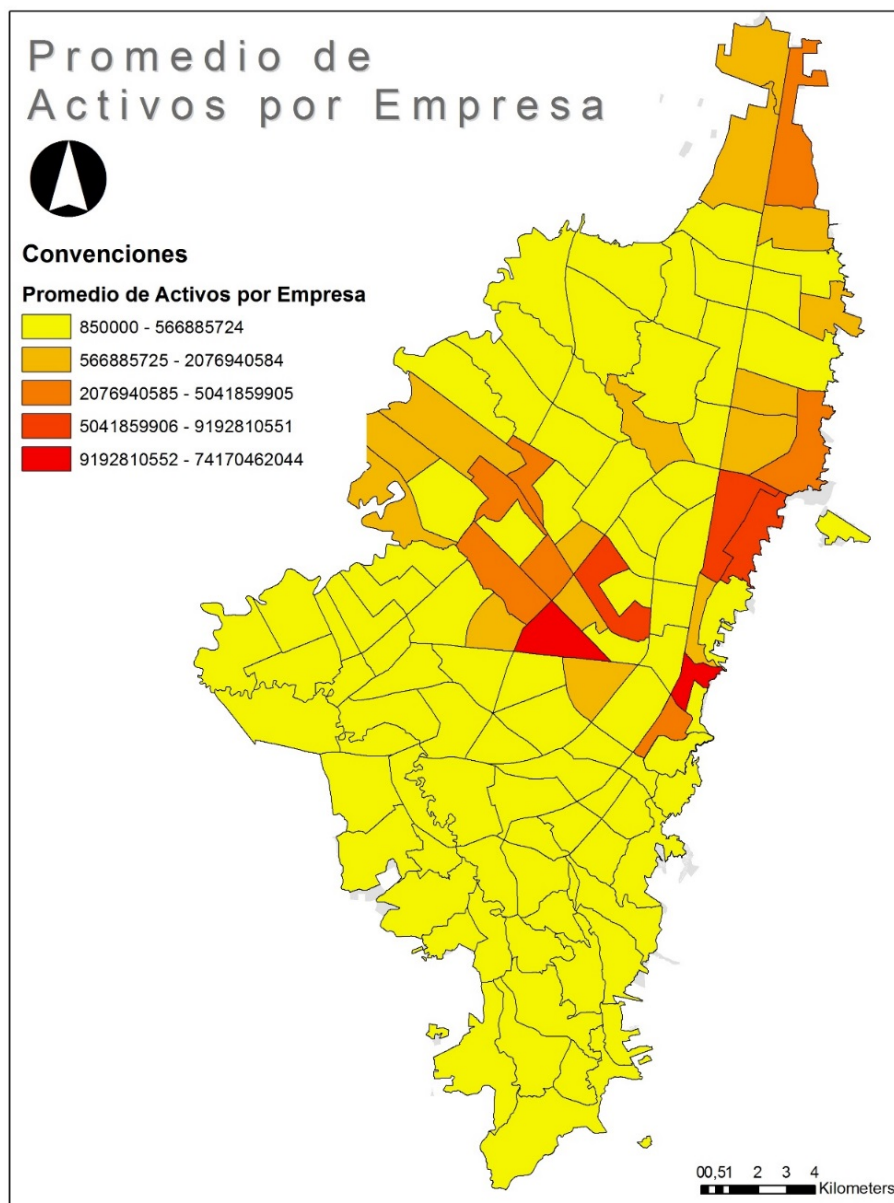 Promedio de
Activos por Empresa
Convenciones
Promedio de Activos por Empresa
850000 - 566885724
566885725 - 2076940584
2076940585 - 5041859905
5041859906 - 9192810551
9192810552 - 74170462044
00,51 2 3 4
Kilometers